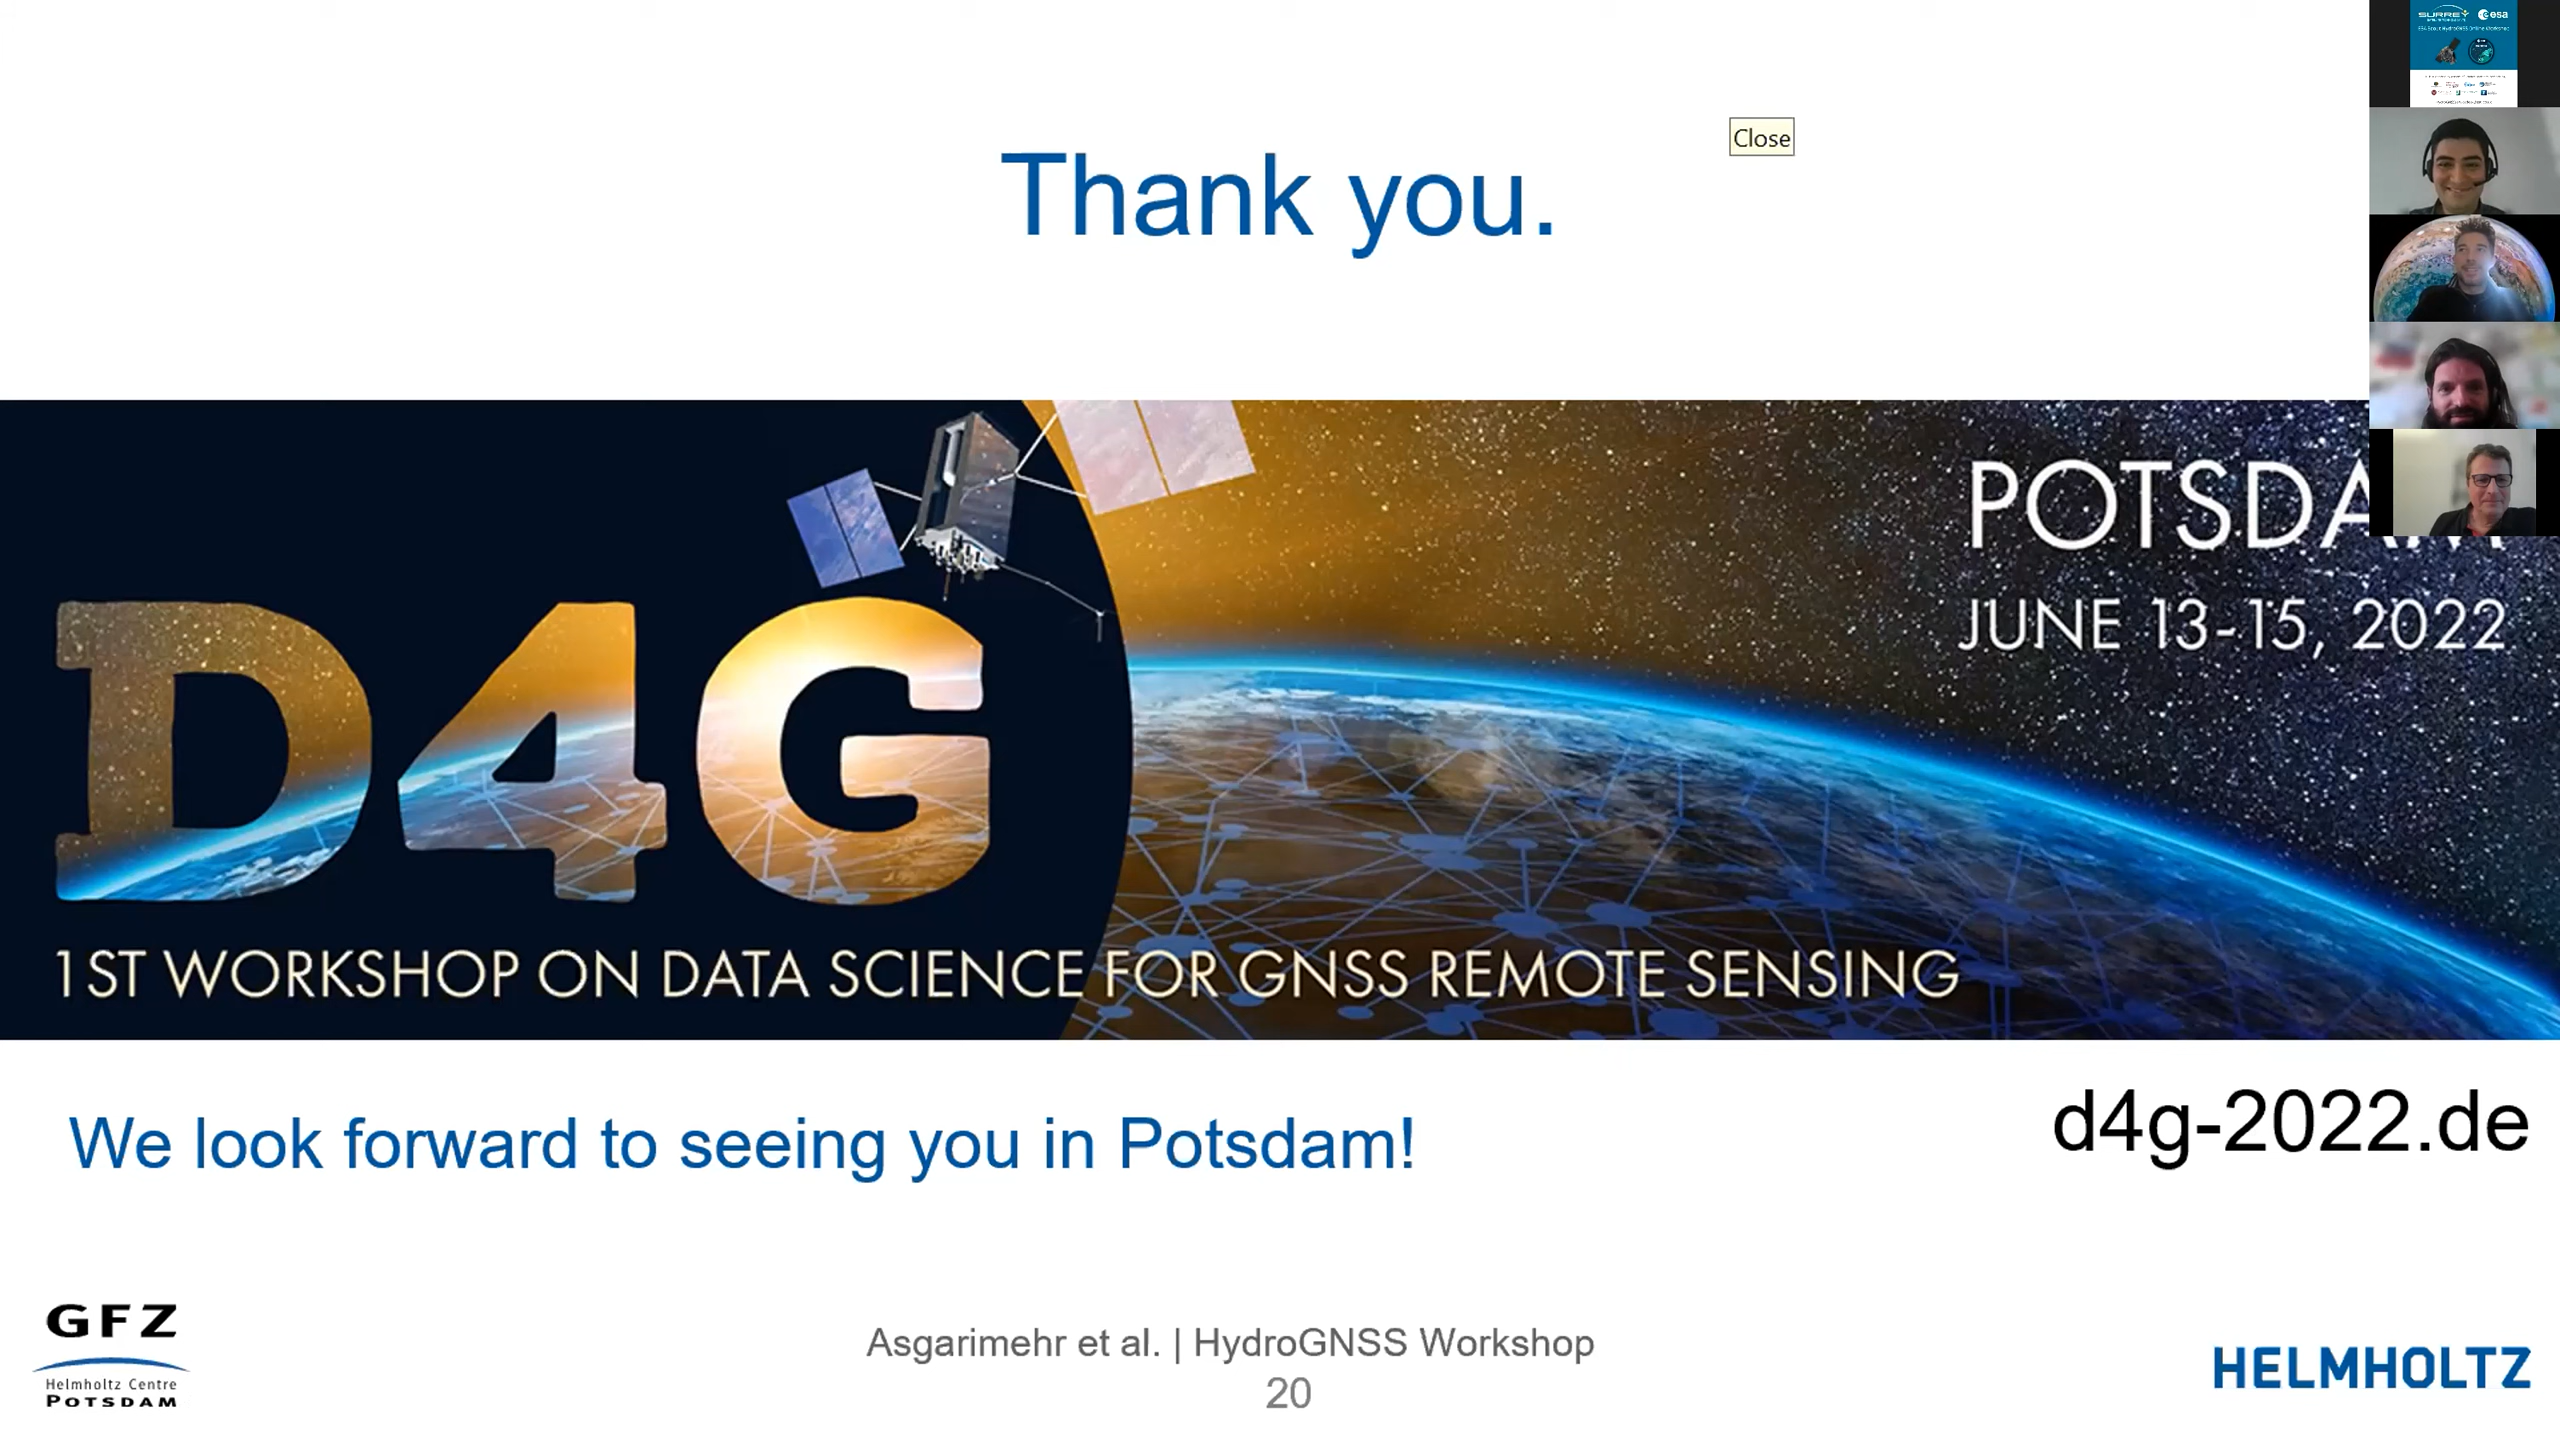 Thank you.
Close
SURREY
esa
POTSDAM
JUNE 13-15, 2022
D4G
1ST WORKSHOP ON DATA SCIENCE FOR GNSS REMOTE SENSING
We look forward to seeing you in Potsdam!
d4g-2022.de
GFZ
Helmholtz Centre
POTSDAM
Asgarimehr et al. | HydroGNSS Workshop
20
HELMHOLTZ